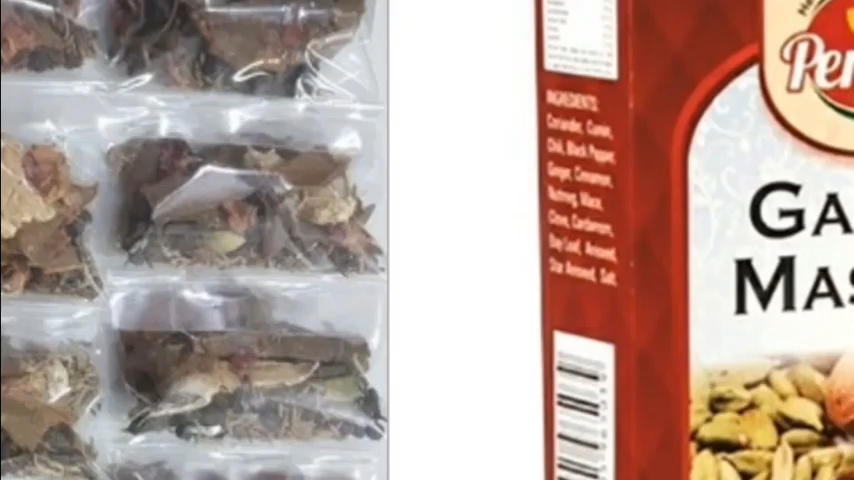 Per
INGREDIENTS:
Coriander, Cumin,
Chili, Black Pepper,
Ginger, Cinnamon,
Nutmeg, Mace,
Clove, Cardamom,
Bay Leaf, Aniseed,
Star Aniseed, Salt.
GA
MAS